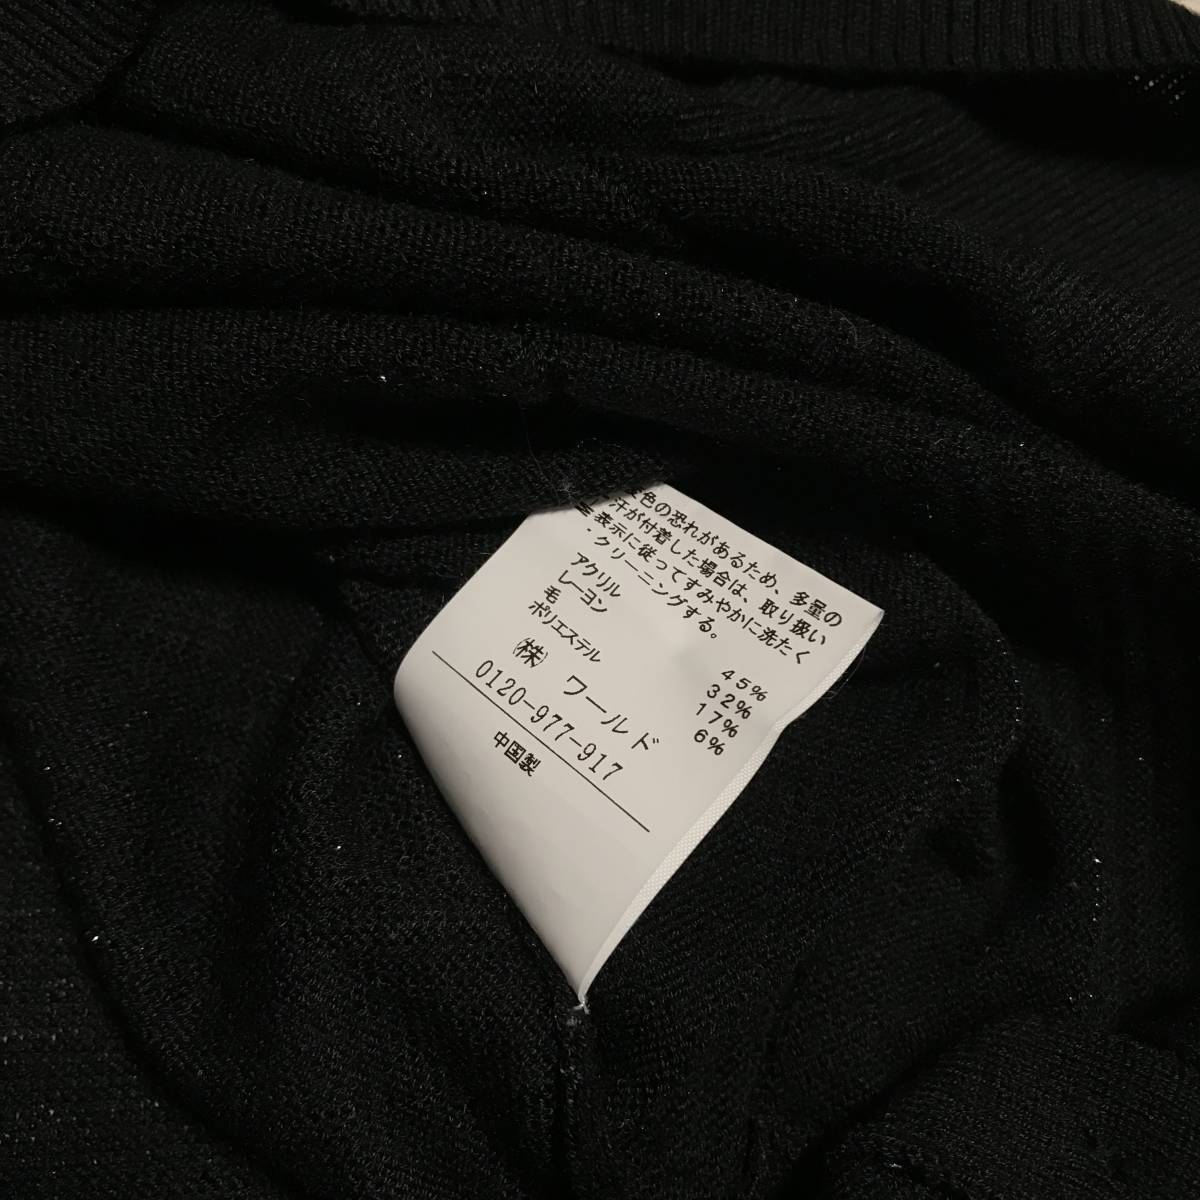 色の恐れがあるため、多量の
汗が付着した場合は、取り扱い
表示に従ってすみやかに洗たく
・クリーニングする。
アクリル 45%
レーヨン 32%
毛 17%
ポリエステル 6%
㈱ ワールド
0120-977-917
中国製